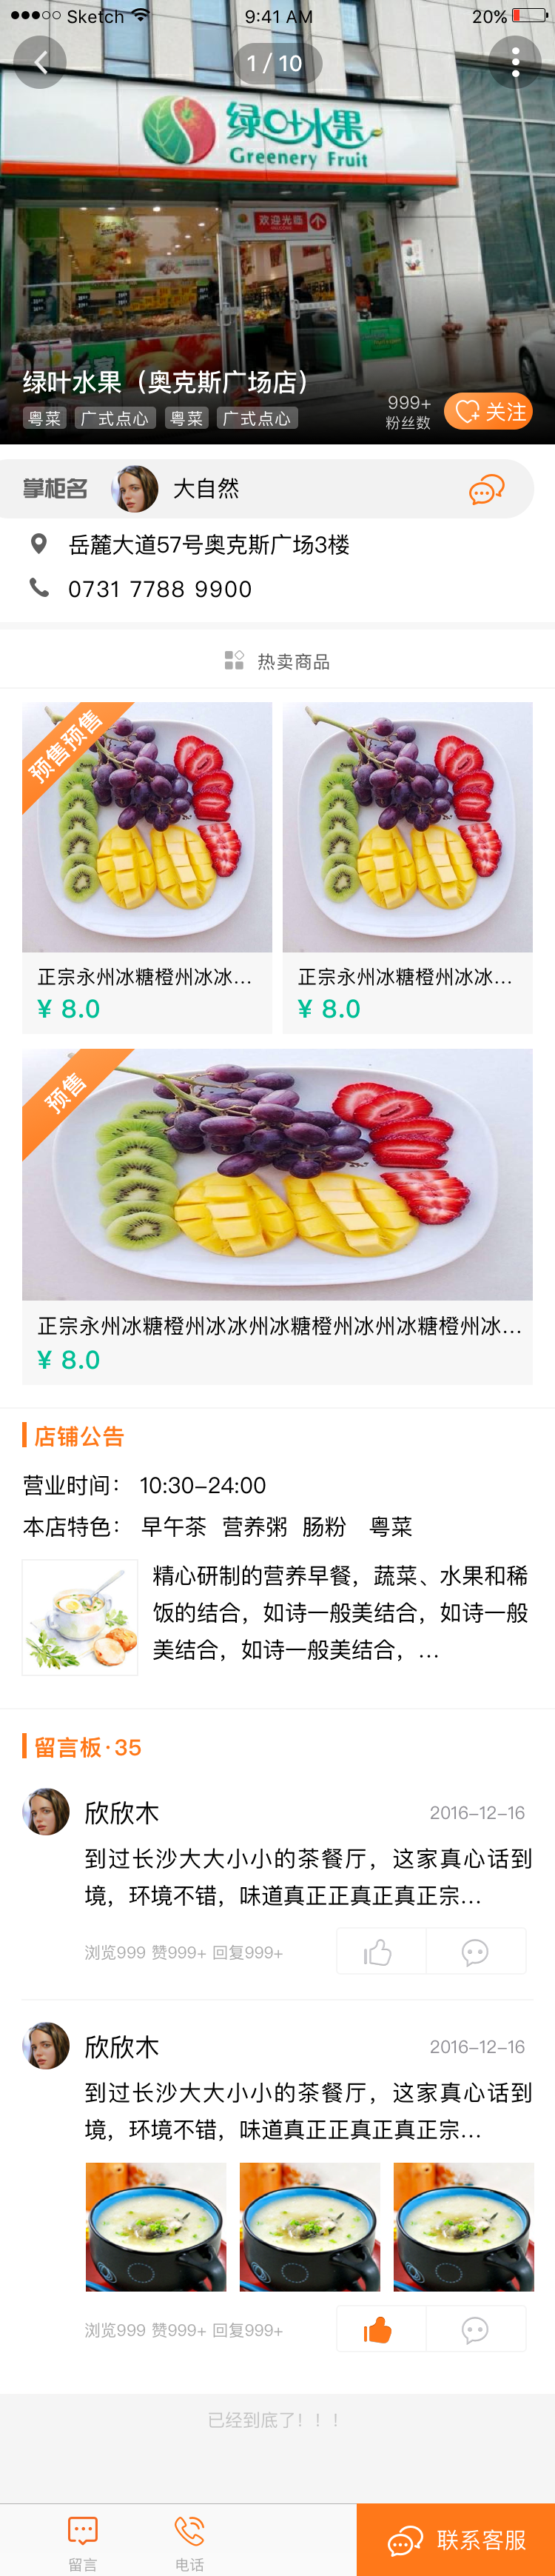 Sketch 9:41 AM 20%
1 / 10
绿叶水果
Greenery Fruit
欢迎光临
绿叶水果（奥克斯广场店）
粤菜 广式点心 粤菜 广式点心
999+
粉丝数
关注
掌柜名 大自然
岳麓大道57号奥克斯广场3楼
0731 7788 9900
热卖商品
预售预售
正宗永州冰糖橙州冰冰...
¥ 8.0
正宗永州冰糖橙州冰冰...
¥ 8.0
预售
正宗永州冰糖橙州冰冰州冰糖橙州冰州冰糖橙州冰...
¥ 8.0
店铺公告
营业时间： 10:30-24:00
本店特色： 早午茶 营养粥 肠粉 粤菜
精心研制的营养早餐，蔬菜、水果和稀
饭的结合，如诗一般美结合，如诗一般
美结合，如诗一般美结合，...
留言板·35
欣欣木 2016-12-16
到过长沙大大小小的茶餐厅，这家真心话到
境，环境不错，味道真正正真正真正宗...
浏览999 赞999+ 回复999+
欣欣木 2016-12-16
到过长沙大大小小的茶餐厅，这家真心话到
境，环境不错，味道真正正真正真正宗...
浏览999 赞999+ 回复999+
已经到底了！！！
留言 电话 联系客服